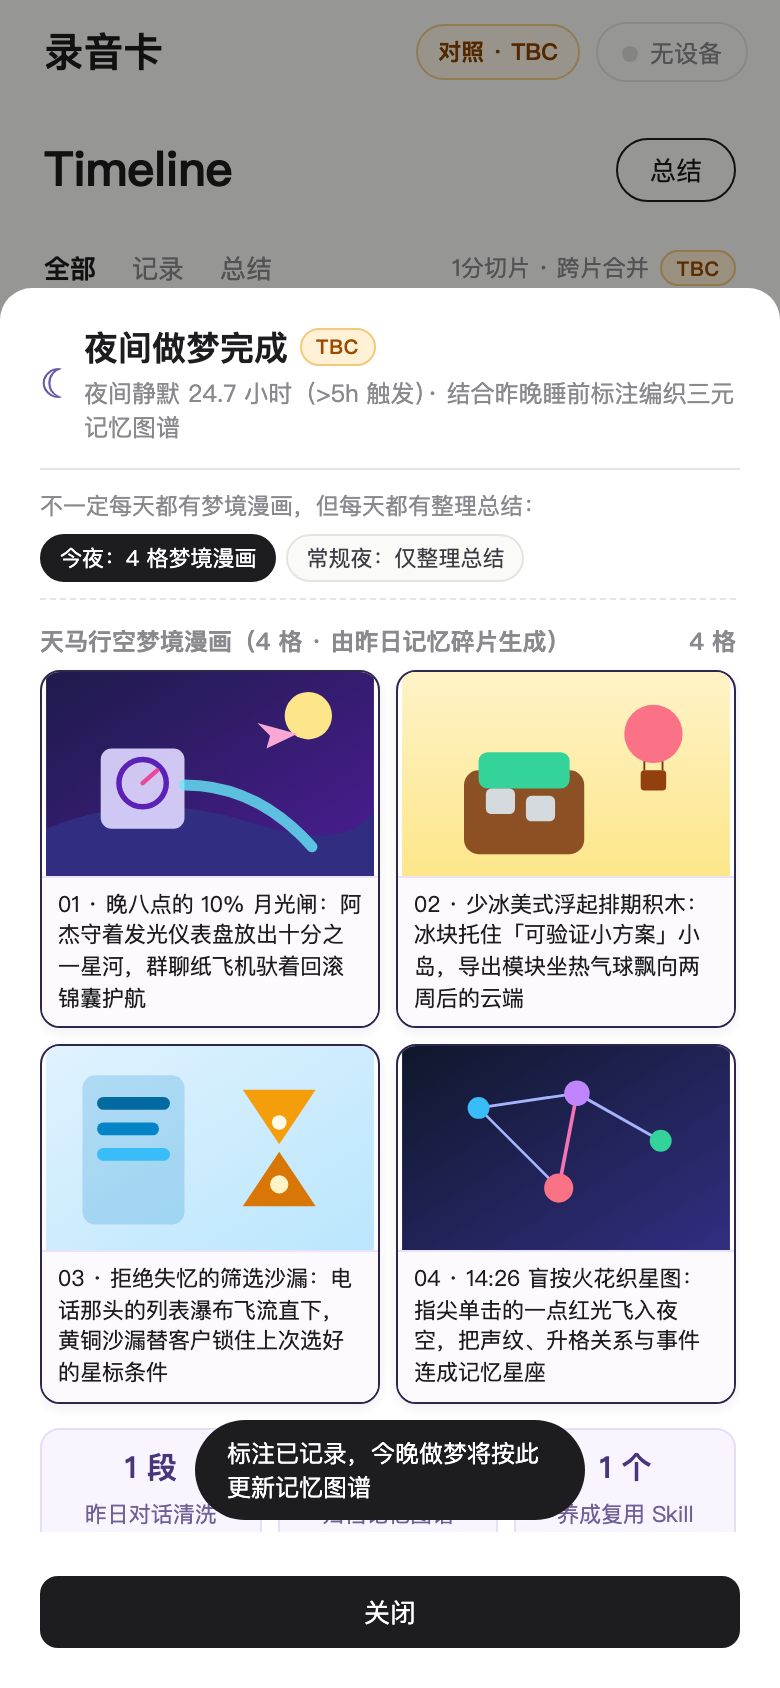 录音卡
对照 · TBC
无设备
Timeline
总结
全部
记录
总结
1分切片 · 跨片合并
TBC
夜间做梦完成
TBC
夜间静默 24.7 小时（>5h 触发）· 结合昨晚睡前标注编织三元
记忆图谱
不一定每天都有梦境漫画，但每天都有整理总结：
今夜：4 格梦境漫画
常规夜：仅整理总结
天马行空梦境漫画（4 格 · 由昨日记忆碎片生成）
4 格
01 · 晚八点的 10% 月光闸：阿
杰守着发光仪表盘放出十分之
一星河，群聊纸飞机驮着回滚
锦囊护航
02 · 少冰美式浮起排期积木：
冰块托住「可验证小方案」小
岛，导出模块坐热气球飘向两
周后的云端
03 · 拒绝失忆的筛选沙漏：电
话那头的列表瀑布飞流直下，
黄铜沙漏替客户锁住上次选好
的星标条件
04 · 14:26 盲按火花织星图：
指尖单击的一点红光飞入夜
空，把声纹、升格关系与事件
连成记忆星座
1 段
昨日对话清洗
标注已记录，今晚做梦将按此
更新记忆图谱
1 个
养成复用 Skill
关闭